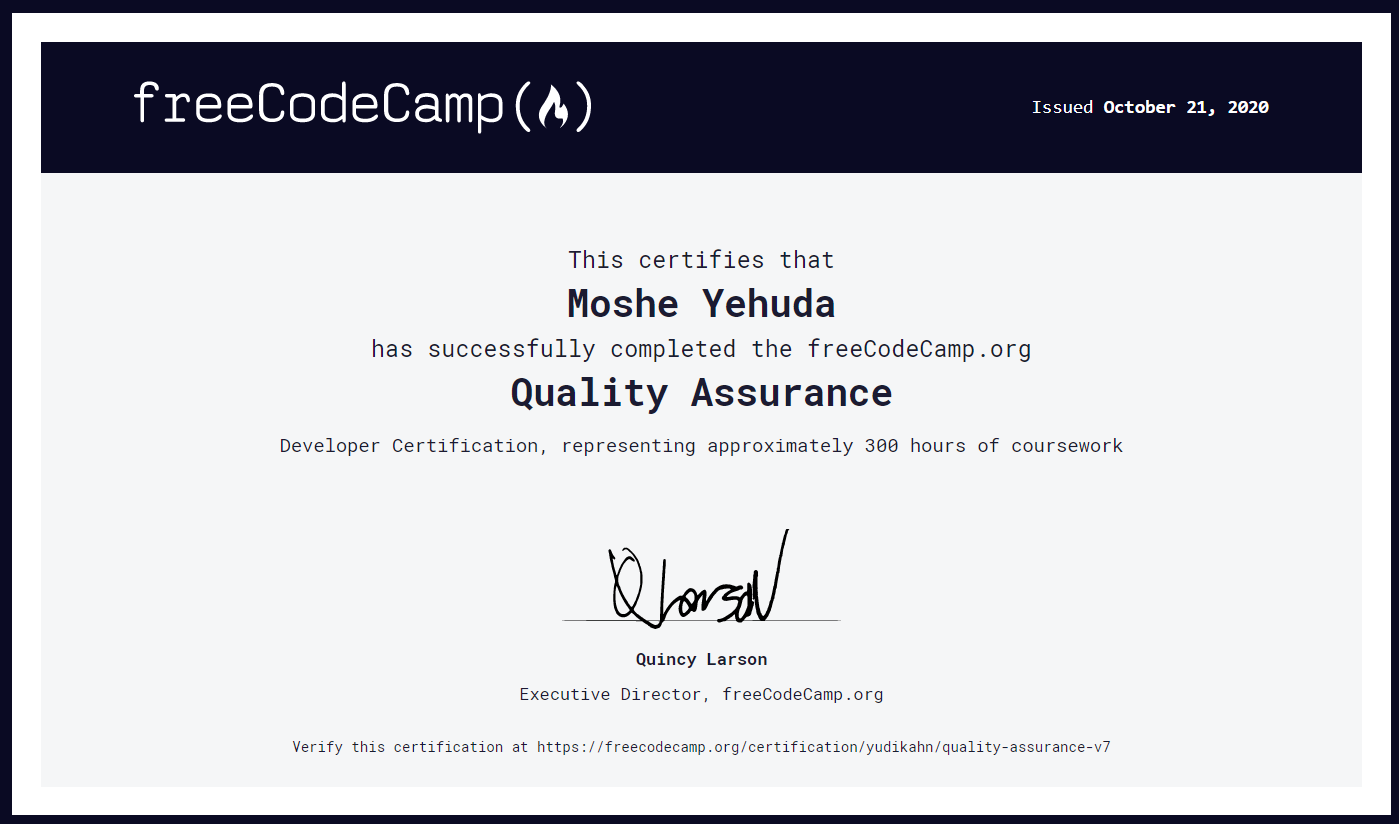 freeCodeCamp(🔥)
Issued October 21, 2020
This certifies that
Moshe Yehuda
has successfully completed the freeCodeCamp.org
Quality Assurance
Developer Certification, representing approximately 300 hours of coursework
Q Larson
Quincy Larson
Executive Director, freeCodeCamp.org
Verify this certification at https://freecodecamp.org/certification/yudikahn/quality-assurance-v7